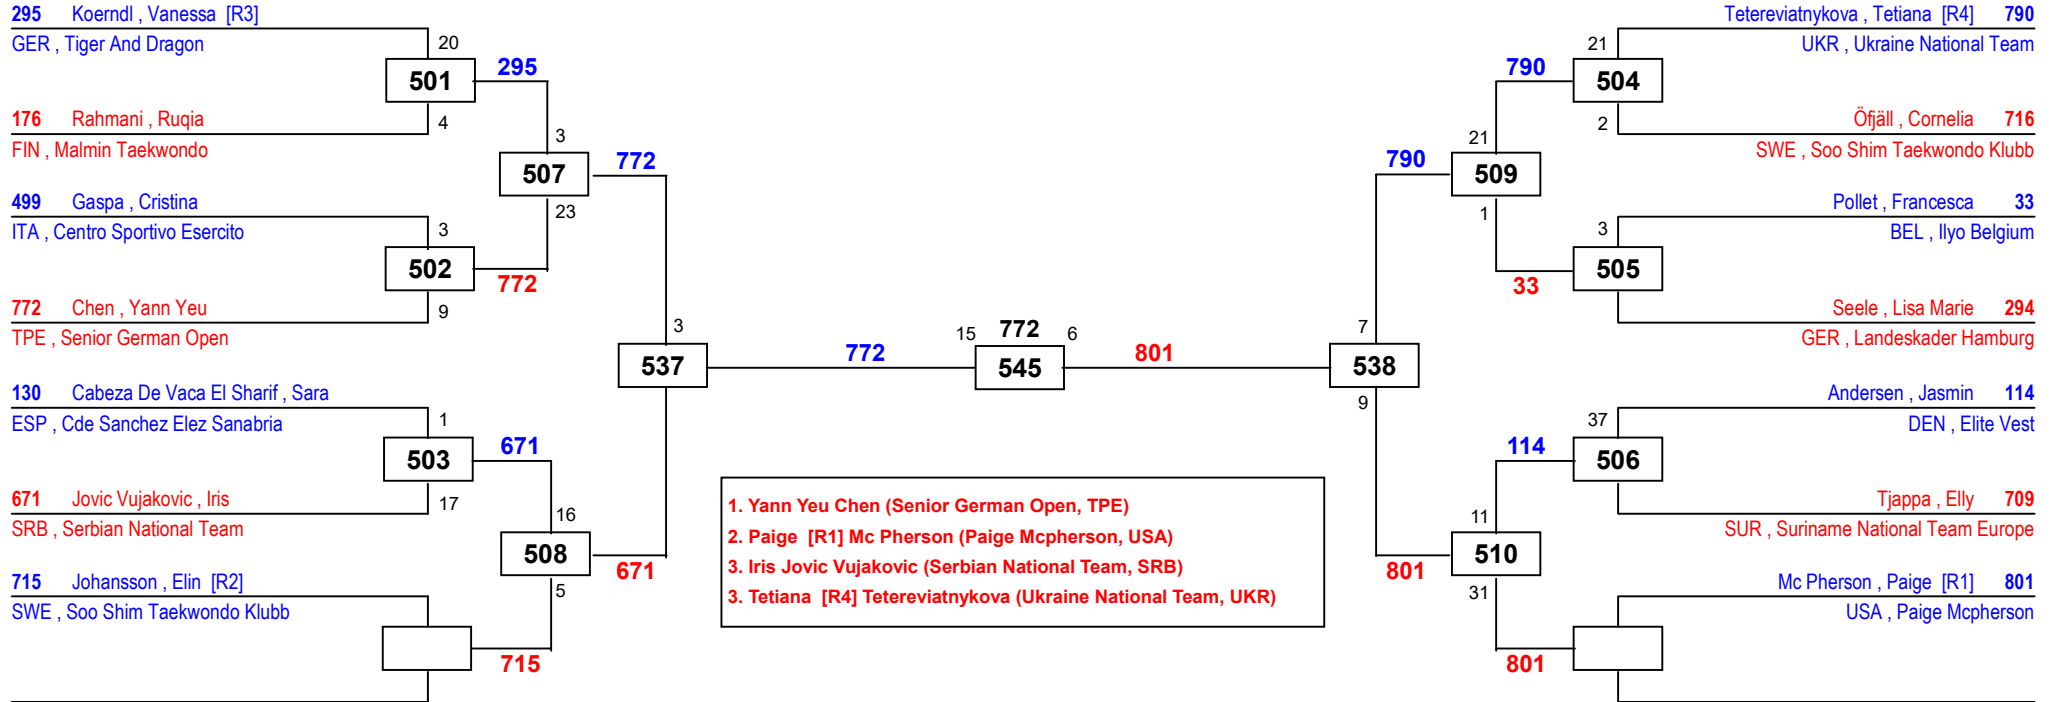 295 Koerndl , Vanessa [R3]
GER , Tiger And Dragon
20
501
295
4
176 Rahmani , Ruqia
FIN , Malmin Taekwondo
3
507
772
23
499 Gaspa , Cristina
ITA , Centro Sportivo Esercito
3
502
772
9
772 Chen , Yann Yeu
TPE , Senior German Open
3
537
772
130 Cabeza De Vaca El Sharif , Sara
ESP , Cde Sanchez Elez Sanabria
1
503
671
17
671 Jovic Vujakovic , Iris
SRB , Serbian National Team
16
508
671
5
715 Johansson , Elin [R2]
SWE , Soo Shim Taekwondo Klubb
715
15 772 6
545
801
1. Yann Yeu Chen (Senior German Open, TPE)
2. Paige [R1] Mc Pherson (Paige Mcpherson, USA)
3. Iris Jovic Vujakovic (Serbian National Team, SRB)
3. Tetiana [R4] Tetereviatnykova (Ukraine National Team, UKR)
Tetereviatnykova , Tetiana [R4] 790
UKR , Ukraine National Team
21
790
504
2
Öfjäll , Cornelia 716
SWE , Soo Shim Taekwondo Klubb
21
790
509
1
Pollet , Francesca 33
BEL , Ilyo Belgium
3
505
33
Seele , Lisa Marie 294
GER , Landeskader Hamburg
7
538
9
Andersen , Jasmin 114
DEN , Elite Vest
37
114
506
Tjappa , Elly 709
SUR , Suriname National Team Europe
11
510
801
31
Mc Pherson , Paige [R1] 801
USA , Paige Mcpherson
801